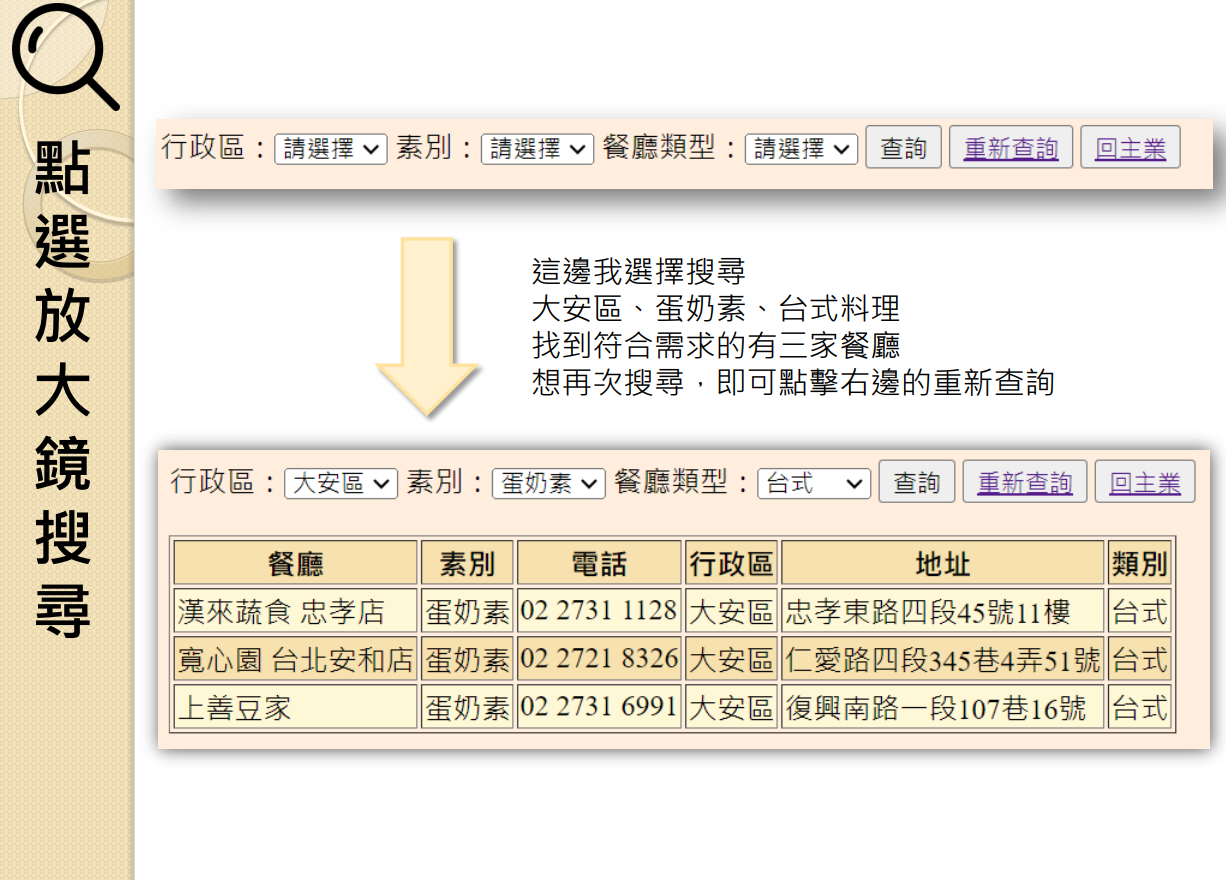 點選放大鏡搜尋
行政區：請選擇 素別：請選擇 餐廳類型：請選擇 查詢 重新查詢 回主業
這邊我選擇搜尋
大安區、蛋奶素、台式料理
找到符合需求的有三家餐廳
想再次搜尋，即可點擊右邊的重新查詢
行政區：大安區 素別：蛋奶素 餐廳類型：台式 查詢 重新查詢 回主業
餐廳 素別 電話 行政區 地址 類別
漢來蔬食 忠孝店 蛋奶素 02 2731 1128 大安區 忠孝東路四段45號11樓 台式
寬心園 台北安和店 蛋奶素 02 2721 8326 大安區 仁愛路四段345巷4弄51號 台式
上善豆家 蛋奶素 02 2731 6991 大安區 復興南路一段107巷16號 台式